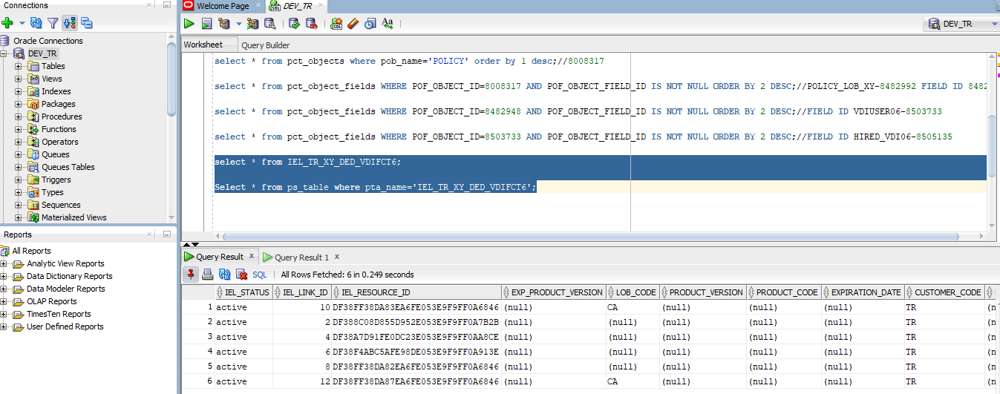 Connections
Oracle Connections
DEV_TR
Tables
Views
Indexes
Packages
Procedures
Functions
Operators
Queues
Queues Tables
Triggers
Types
Sequences
Materialized Views
Reports
All Reports
Analytic View Reports
Data Dictionary Reports
Data Modeler Reports
OLAP Reports
TimesTen Reports
User Defined Reports
Welcome Page DEV_TR
DEV_TR
Worksheet Query Builder
select * from pct_objects where pob_name='POLICY' order by 1 desc;//8008317
select * from pct_object_fields WHERE POF_OBJECT_ID=8008317 AND POF_OBJECT_FIELD_ID IS NOT NULL ORDER BY 2 DESC;//POLICY_LOB_XY-8482992 FIELD ID 8482
select * from pct_object_fields WHERE POF_OBJECT_ID=8482948 AND POF_OBJECT_FIELD_ID IS NOT NULL ORDER BY 2 DESC;//FIELD ID VDIUSER06-8503733
select * from pct_object_fields WHERE POF_OBJECT_ID=8503733 AND POF_OBJECT_FIELD_ID IS NOT NULL ORDER BY 2 DESC;//FIELD ID HIRED_VDI06-8505135
select * from IEL_TR_XY_DED_VDIFCT6;
Select * from ps_table where pta_name='IEL_TR_XY_DED_VDIFCT6';
Query Result x Query Result 1 x
SQL All Rows Fetched: 6 in 0.249 seconds
IEL_STATUS IEL_LINK_ID IEL_RESOURCE_ID EXP_PRODUCT_VERSION LOB_CODE PRODUCT_VERSION PRODUCT_CODE EXPIRATION_DATE CUSTOMER_CODE
1 active 10 DF38FF38DA83EA6FE053E9F9FF0A6846 (null) CA (null) (null) (null) TR (n
2 active 2 DF388C08D855D952E053E9F9FF0A7B2B (null) (null) (null) (null) (null) TR (n
3 active 4 DF38A7D91FE0DC23E053E9F9FF0AA8CE (null) (null) (null) (null) (null) TR (n
4 active 6 DF38F4ABC5AFE98DE053E9F9FF0A913E (null) (null) (null) (null) (null) TR (n
5 active 8 DF38FF38DA82EA6FE053E9F9FF0A6846 (null) (null) (null) (null) (null) TR (n
6 active 12 DF38FF38DA87EA6FE053E9F9FF0A6846 (null) CA (null) (null) (null) TR (n